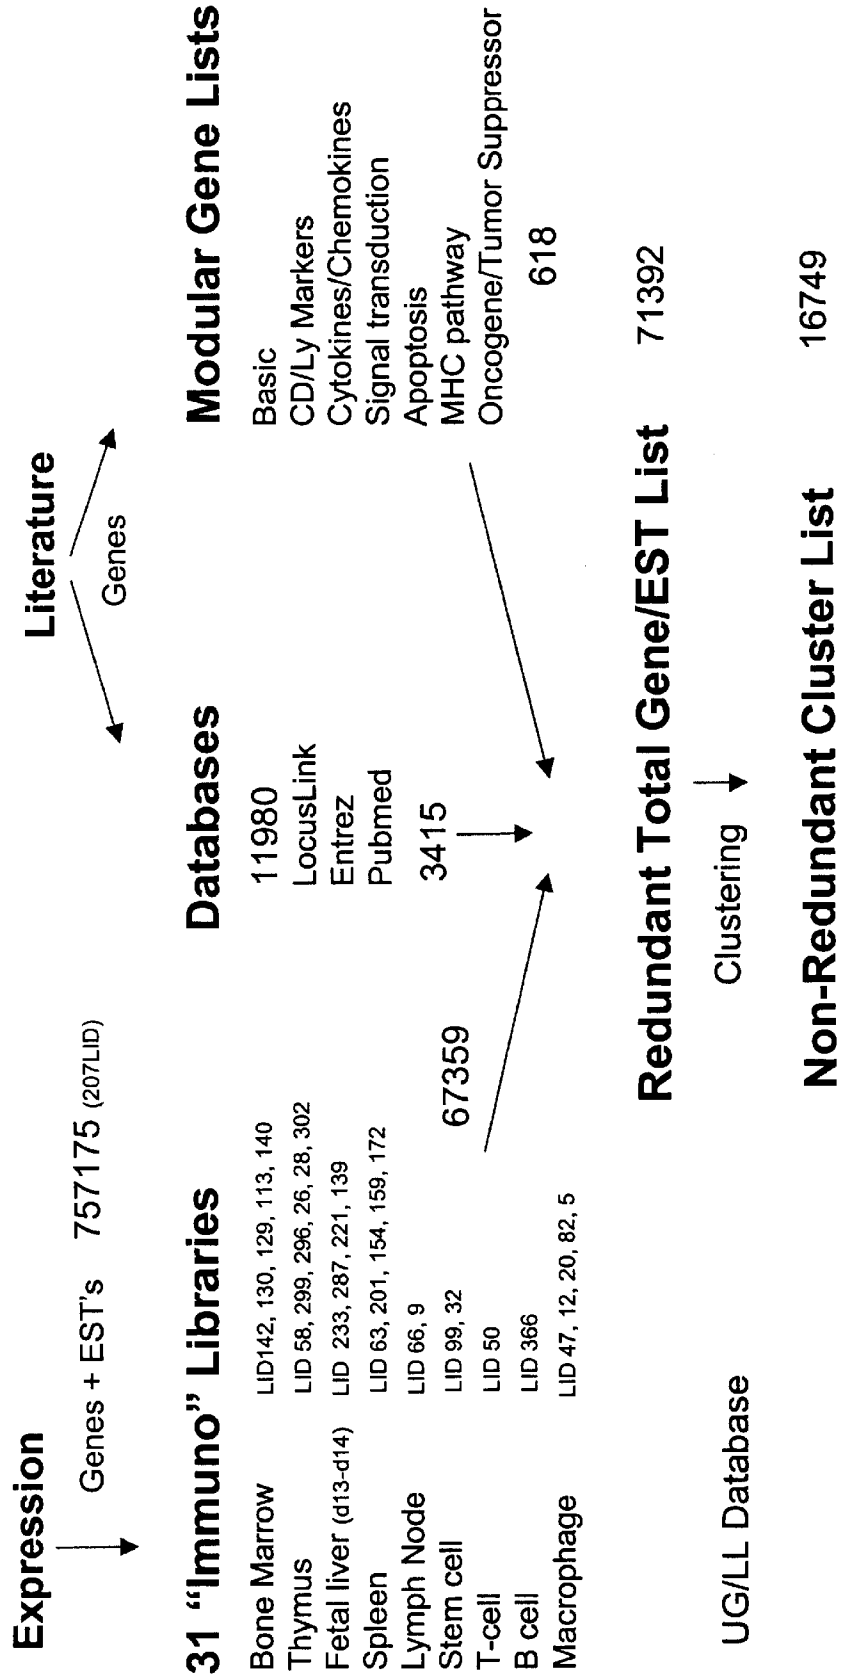 Expression
Genes + EST's 757175 (207LID)
31 "Immuno" Libraries
Bone Marrow LID142, 130, 129, 113, 140
Thymus LID 58, 299, 296, 26, 28, 302
Fetal liver (d13-d14) LID 233, 287, 221, 139
Spleen LID 63, 201, 154, 159, 172
Lymph Node LID 66, 9
Stem cell LID 99, 32
T-cell LID 50
B cell LID 366
Macrophage LID 47, 12, 20, 82, 5
67359
Literature
Genes
Databases
11980
LocusLink
Entrez
Pubmed
3415
Modular Gene Lists
Basic
CD/Ly Markers
Cytokines/Chemokines
Signal transduction
Apoptosis
MHC pathway
Oncogene/Tumor Suppressor
618
Redundant Total Gene/EST List 71392
Clustering
UG/LL Database
Non-Redundant Cluster List 16749